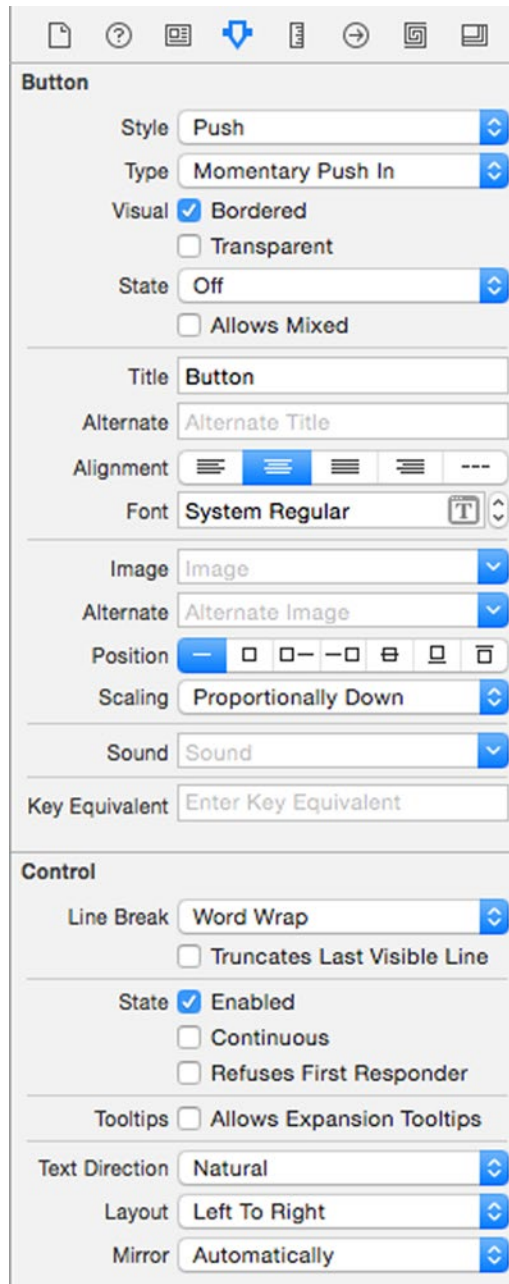 Button
Style Push
Type Momentary Push In
Visual Bordered
Transparent
State Off
Allows Mixed
Title Button
Alternate Alternate Title
Alignment
Font System Regular T
Image Image
Alternate Alternate Image
Position
Scaling Proportionally Down
Sound Sound
Key Equivalent Enter Key Equivalent
Control
Line Break Word Wrap
Truncates Last Visible Line
State Enabled
Continuous
Refuses First Responder
Tooltips Allows Expansion Tooltips
Text Direction Natural
Layout Left To Right
Mirror Automatically